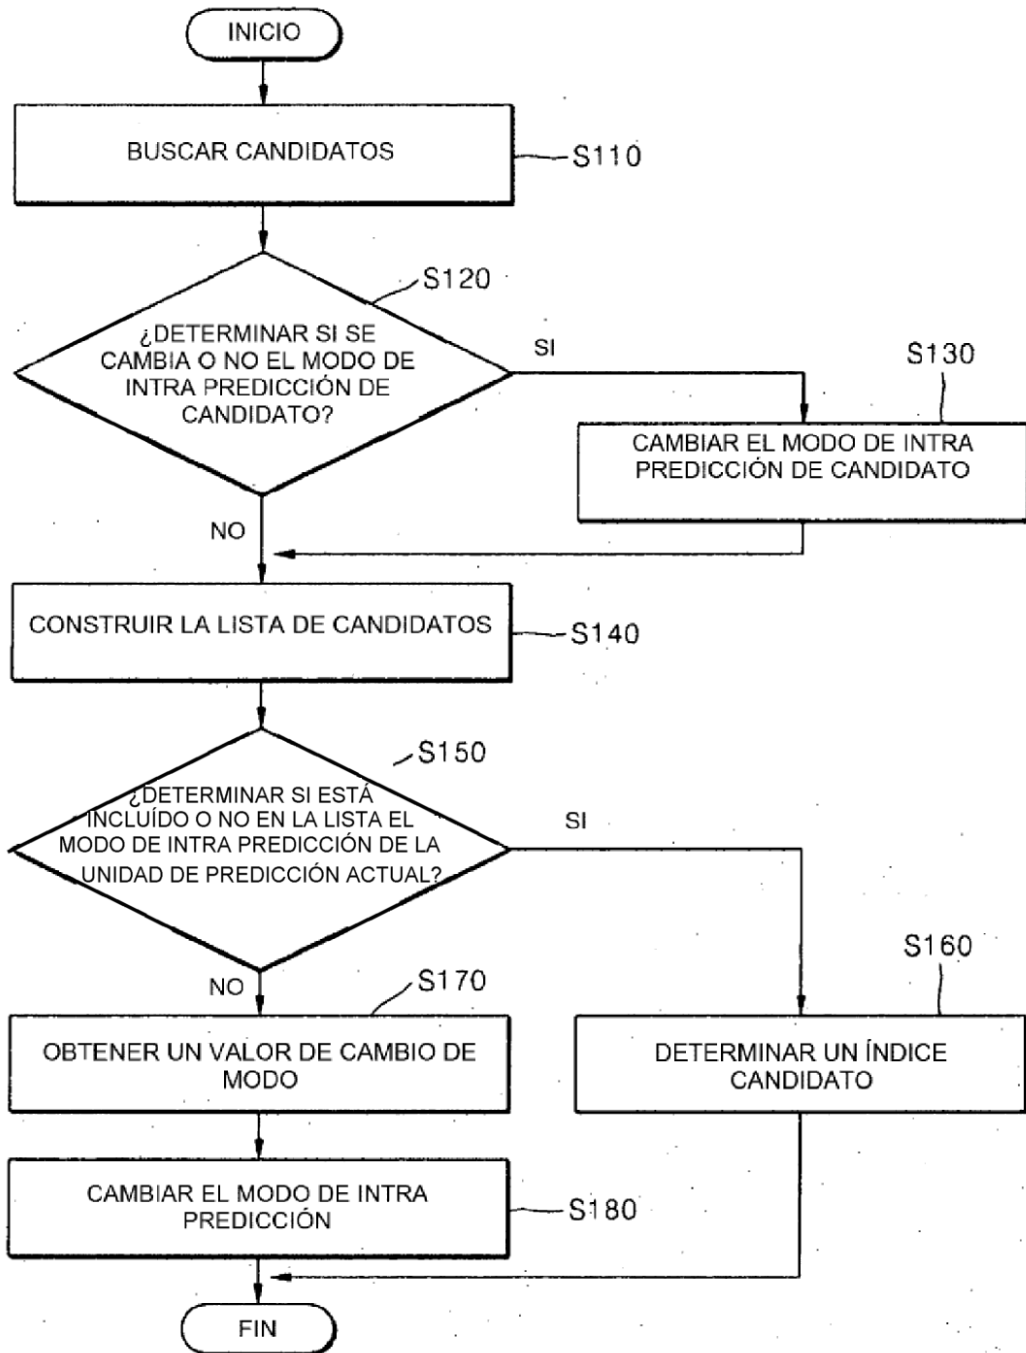 INICIO
BUSCAR CANDIDATOS
S110
S120
¿DETERMINAR SI SE
CAMBIA O NO EL MODO DE
INTRA PREDICCIÓN DE
CANDIDATO?
SI
S130
CAMBIAR EL MODO DE INTRA
PREDICCIÓN DE CANDIDATO
NO
CONSTRUIR LA LISTA DE CANDIDATOS
S140
S150
¿DETERMINAR SI ESTÁ
INCLUÍDO O NO EN LA LISTA EL
MODO DE INTRA PREDICCIÓN DE LA
UNIDAD DE PREDICCIÓN ACTUAL?
SI
S160
NO
S170
OBTENER UN VALOR DE CAMBIO DE
MODO
DETERMINAR UN ÍNDICE
CANDIDATO
CAMBIAR EL MODO DE INTRA
PREDICCIÓN
S180
FIN